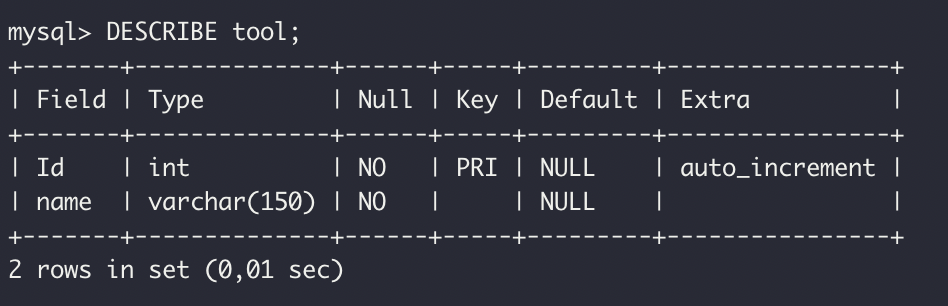 mysql> DESCRIBE tool;
+-------+--------------+------+-----+---------+----------------+
| Field | Type         | Null | Key | Default | Extra          |
+-------+--------------+------+-----+---------+----------------+
| Id    | int          | NO   | PRI | NULL    | auto_increment |
| name  | varchar(150) | NO   |     | NULL    |                |
+-------+--------------+------+-----+---------+----------------+
2 rows in set (0,01 sec)